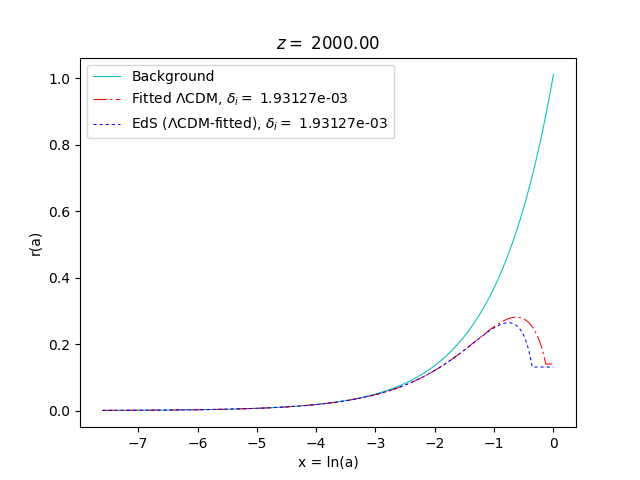 z = 2000.00
Background
Fitted ΛCDM, δi = 1.93127e-03
EdS (ΛCDM-fitted), δi = 1.93127e-03
1.0
0.8
0.6
0.4
0.2
0.0
r(a)
−7 −6 −5 −4 −3 −2 −1 0
x = ln(a)